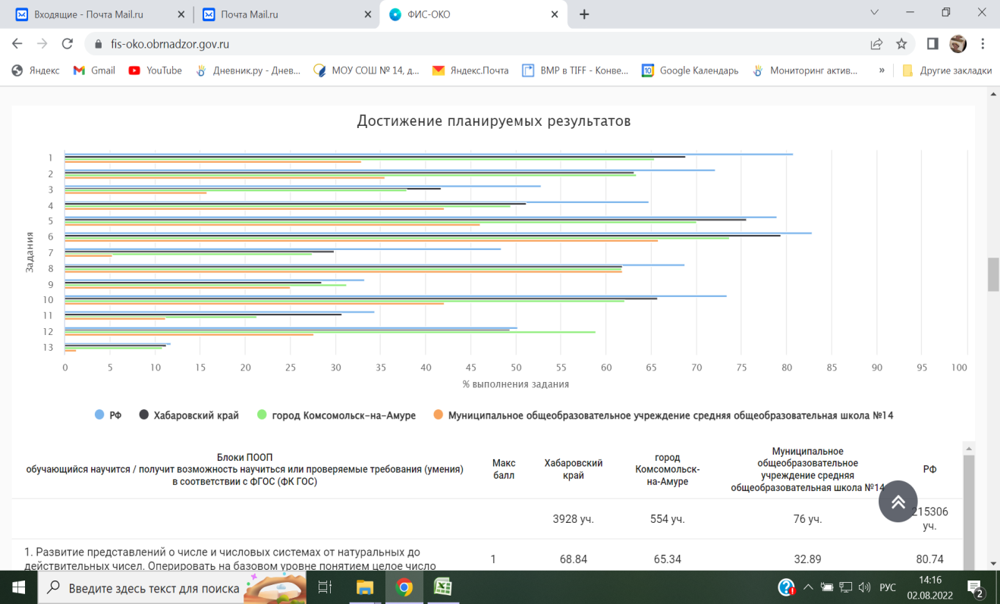 Входящие - Почта Mail.ru
Почта Mail.ru
ФИС-ОКО
fis-oko.obrnadzor.gov.ru
Яндекс
Gmail
YouTube
Дневник.ру - Днев...
МОУ СОШ № 14, д...
Яндекс.Почта
BMP в TIFF - Конве...
10
Google Календарь
Мониторинг актив...
»
Другие закладки
Достижение планируемых результатов
Задания
1
2
3
4
5
6
7
8
9
10
11
12
13
0 5 10 15 20 25 30 35 40 45 50 55 60 65 70 75 80 85 90 95 100
% выполнения задания
РФ
Хабаровский край
город Комсомольск-на-Амуре
Муниципальное общеобразовательное учреждение средняя общеобразовательная школа №14
Блоки ПООП
обучающийся научится / получит возможность научиться или проверяемые требования (умения)
в соответствии с ФГОС (ФК ГОС)
Макс
балл
Хабаровский
край
город
Комсомольск-
на-Амуре
Муниципальное
общеобразовательное
учреждение средняя
общеобразовательная школа №14
РФ
3928 уч.
554 уч.
76 уч.
215306
уч.
1. Развитие представлений о числе и числовых системах от натуральных до
действительных чисел. Оперировать на базовом уровне понятием целое число
1
68.84
65.34
32.89
80.74
Введите здесь текст для поиска
РУС
14:16
02.08.2022
2